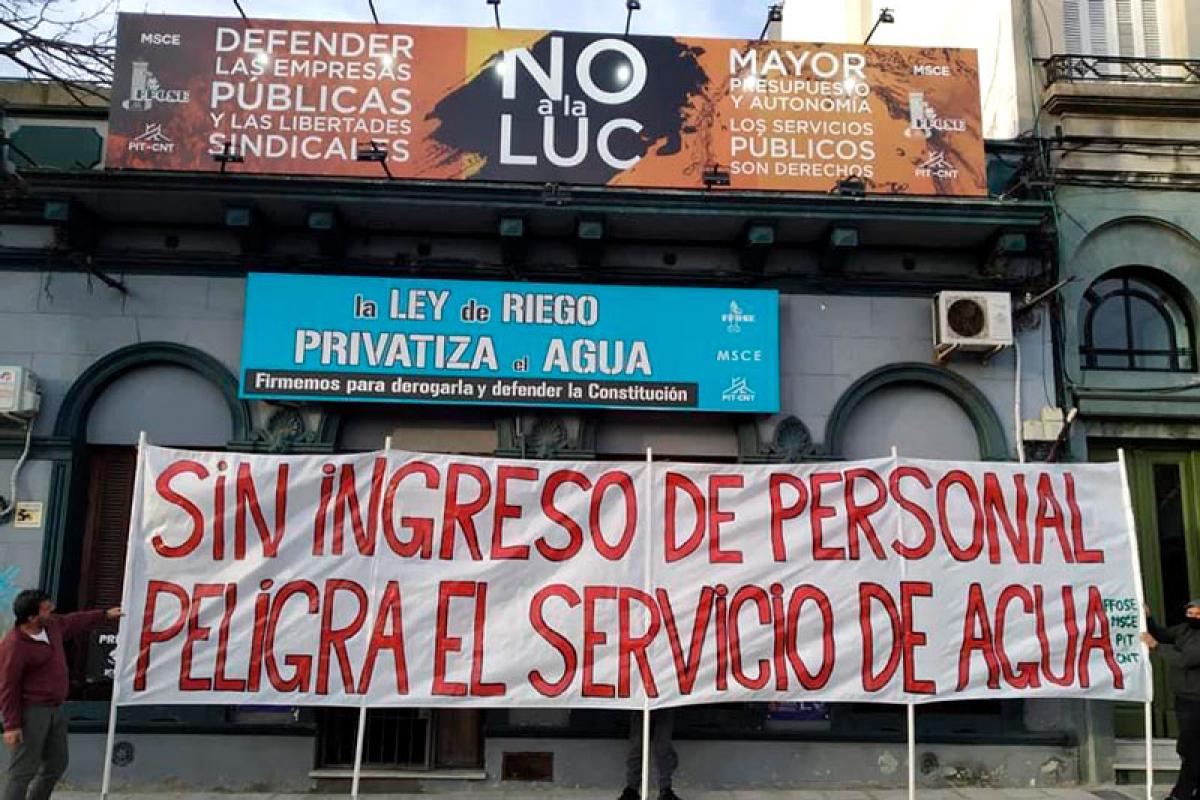 MSCE
FFOSE
PIT-CNT
DEFENDER
LAS EMPRESAS
PÚBLICAS
Y LAS LIBERTADES
SINDICALES
NO
a la
LUC
MAYOR
PRESUPUESTO
Y AUTONOMÍA
LOS SERVICIOS
PÚBLICOS
SON DERECHOS
MSCE
FFOSE
PIT-CNT
la LEY de RIEGO
PRIVATIZA el AGUA
Firmemos para derogarla y defender la Constitución
FFOSE
MSCE
PIT-CNT
SiN iNGRESO DE PERSONAL
PELiGRA EL SERViCiO DE AGUA
FFOSE
MSCE
PiT
CNT